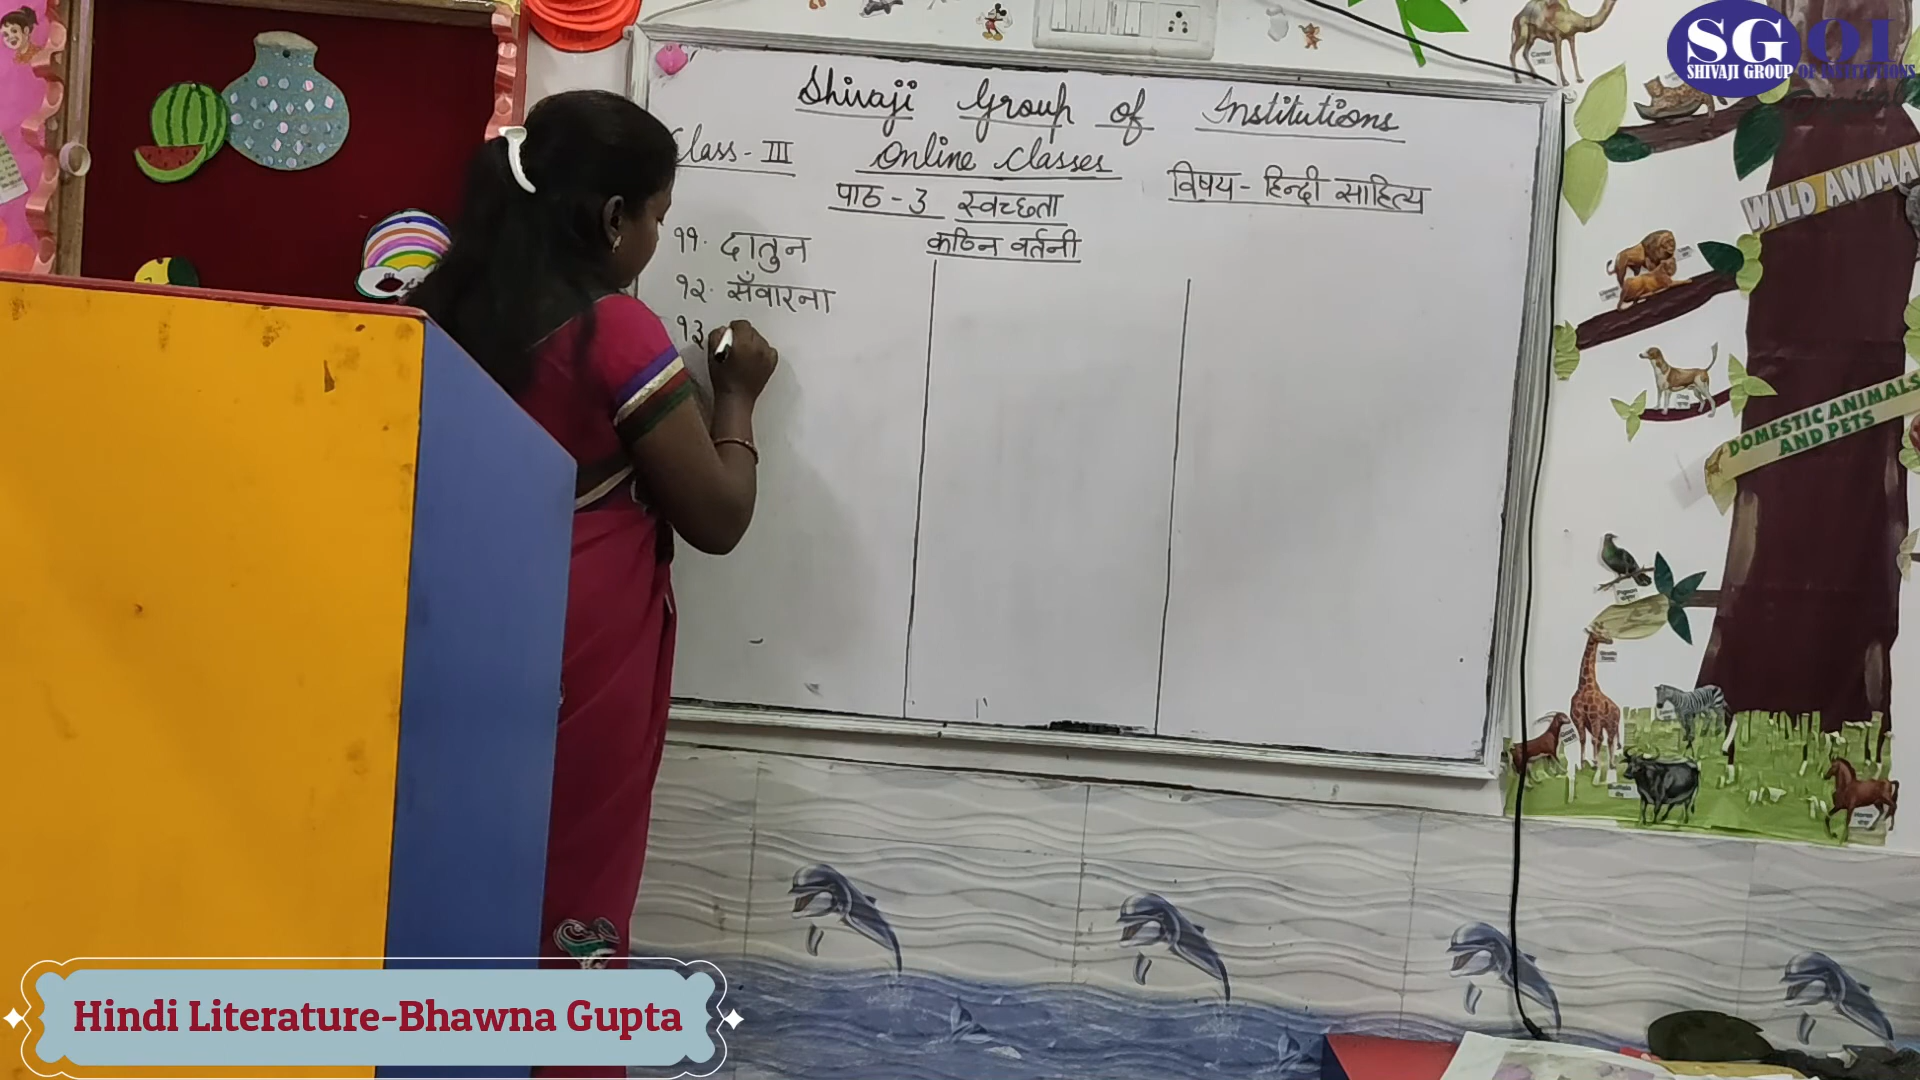 SGOI
SHIVAJI GROUP OF INSTITUTIONS
Shivaji Group of Institutions
Class - III
Online Classes
पाठ - 3 स्वच्छता
विषय - हिन्दी साहित्य
कठिन वर्तनी
११. दातुन
१२. सँवारना
१३
WILD ANIMA
DOMESTIC ANIMALS
AND PETS
Hindi Literature-Bhawna Gupta